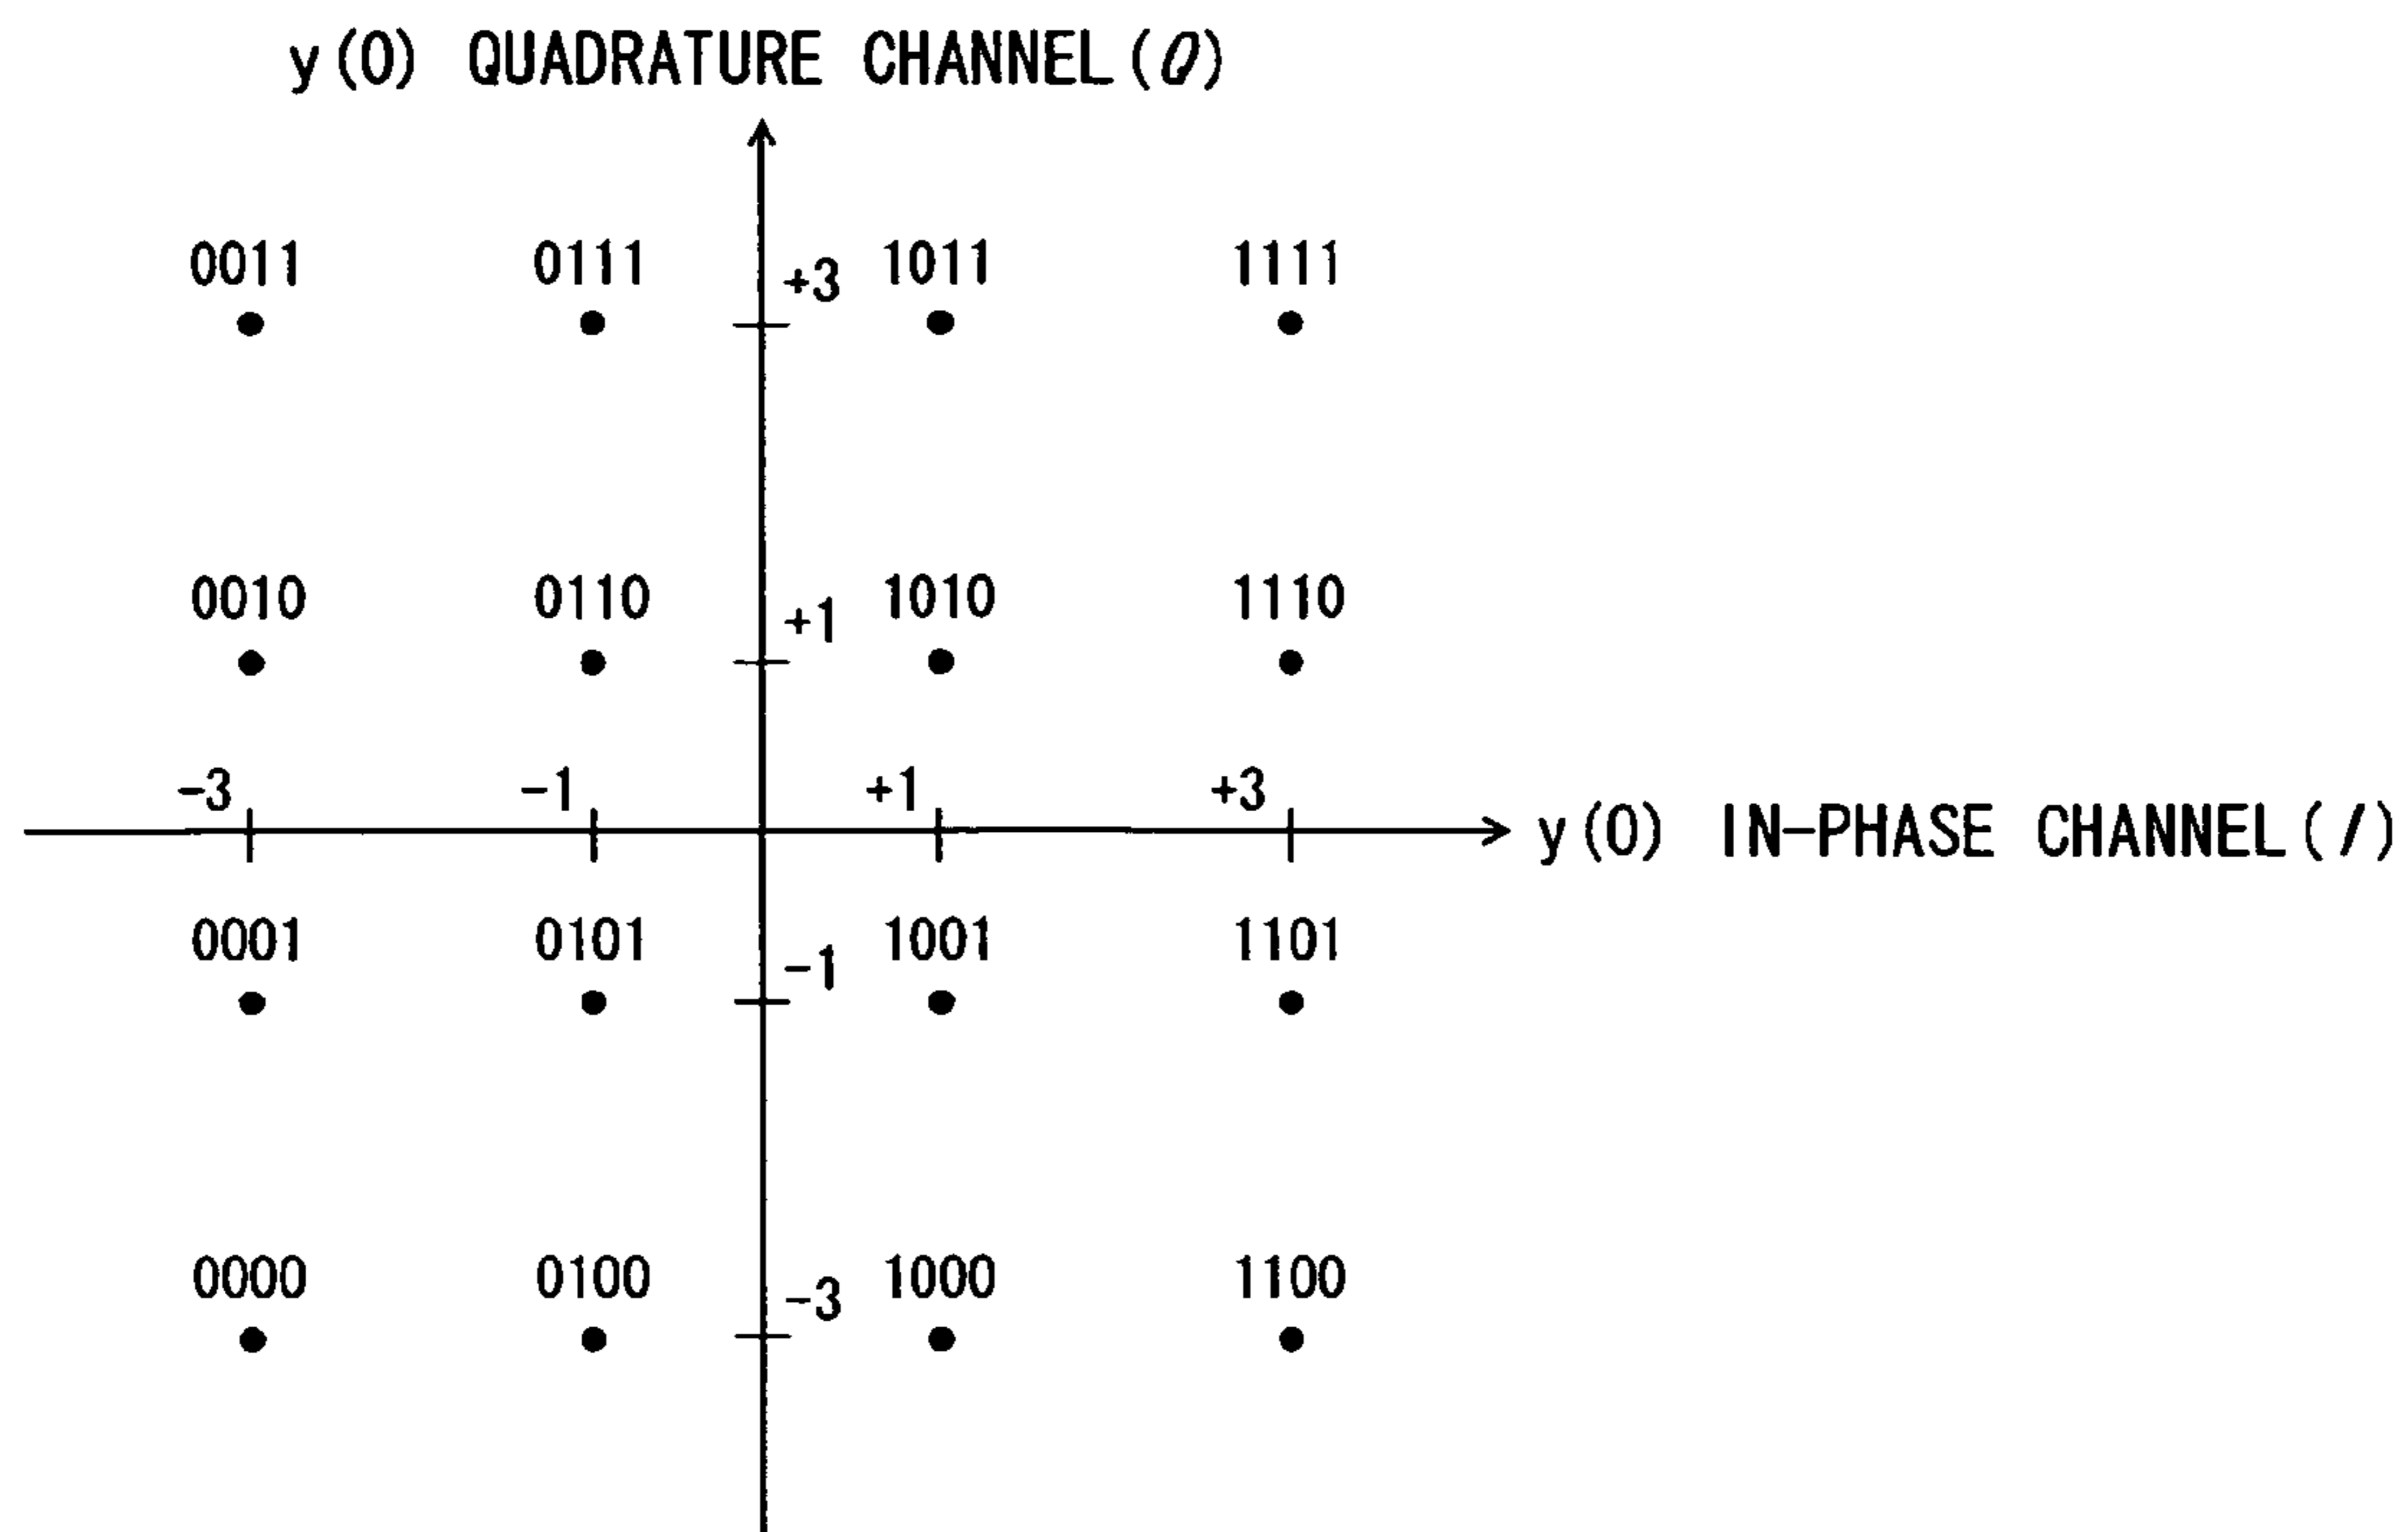 y(0) QUADRATURE CHANNEL(Q)
0011 0111 +3 1011 1111
0010 0110 +1 1010 1110
-3 -1 +1 +3
y(0) IN-PHASE CHANNEL(I)
0001 0101 -1 1001 1101
0000 0100 -3 1000 1100